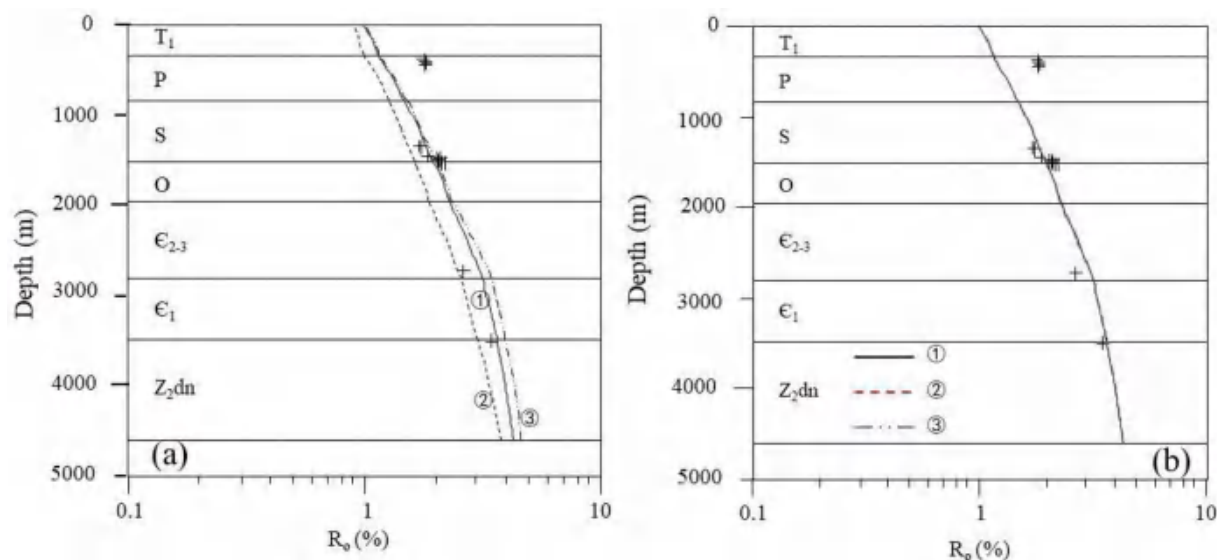 0
1000
2000
3000
4000
5000
Depth (m)
T₁
P
S
O
Є₂₋₃
Є₁
Z₂dn
①
②
③
(a)
0.1
1
10
Rₒ(%)
0
1000
2000
3000
4000
5000
Depth (m)
T₁
P
S
O
Є₂₋₃
Є₁
Z₂dn
①
②
③
(b)
0.1
1
10
Rₒ(%)